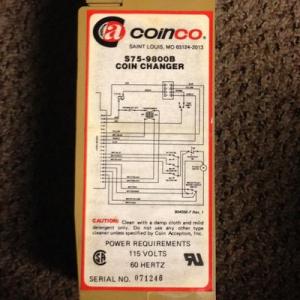 COINCO
SAINT LOUIS, MO 63124-2013
S75-9800B
COIN CHANGER
CAUTION: Clean with a damp cloth and mild
detergent only. Do not use any other type
cleaner unless specified by Coin Acceptors, Inc.
POWER REQUIREMENTS
115 VOLTS
60 HERTZ
SERIAL NO. 071246